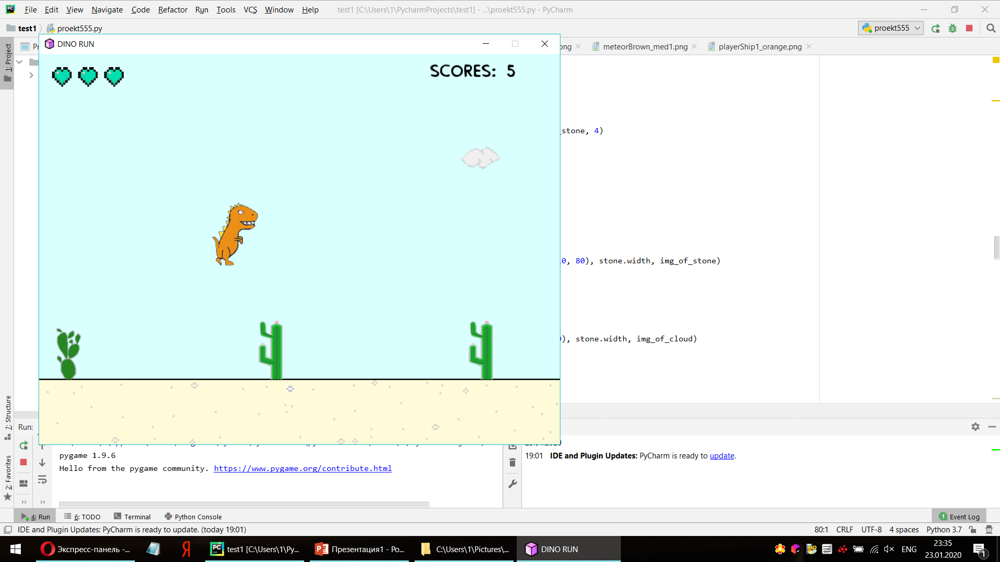 File Edit View Navigate Code Refactor Run Tools VCS Window Help test1 [C:\Users\1\PycharmProjects\test1] - ...\proekt555.py - PyCharm
test1 proekt555.py proekt555
DINO RUN
1: Project
meteorBrown_med1.png playerShip1_orange.png
SCORES: 5
_stone, 4)
80), stone.width, img_of_stone)
), stone.width, img_of_cloud)
7: Structure
2: Favorites
Run:
pygame 1.9.6
Hello from the pygame community. https://www.pygame.org/contribute.html
19:01 IDE and Plugin Updates: PyCharm is ready to update.
4: Run 6: TODO Terminal Python Console 1 Event Log
IDE and Plugin Updates: PyCharm is ready to update. (today 19:01) 80:1 CRLF UTF-8 4 spaces Python 3.7
Экспресс-панель -... Я test1 [C:\Users\1\Py... Презентация1 - Po... C:\Users\1\Pictures\... DINO RUN ENG 23:35
23.01.2020 1